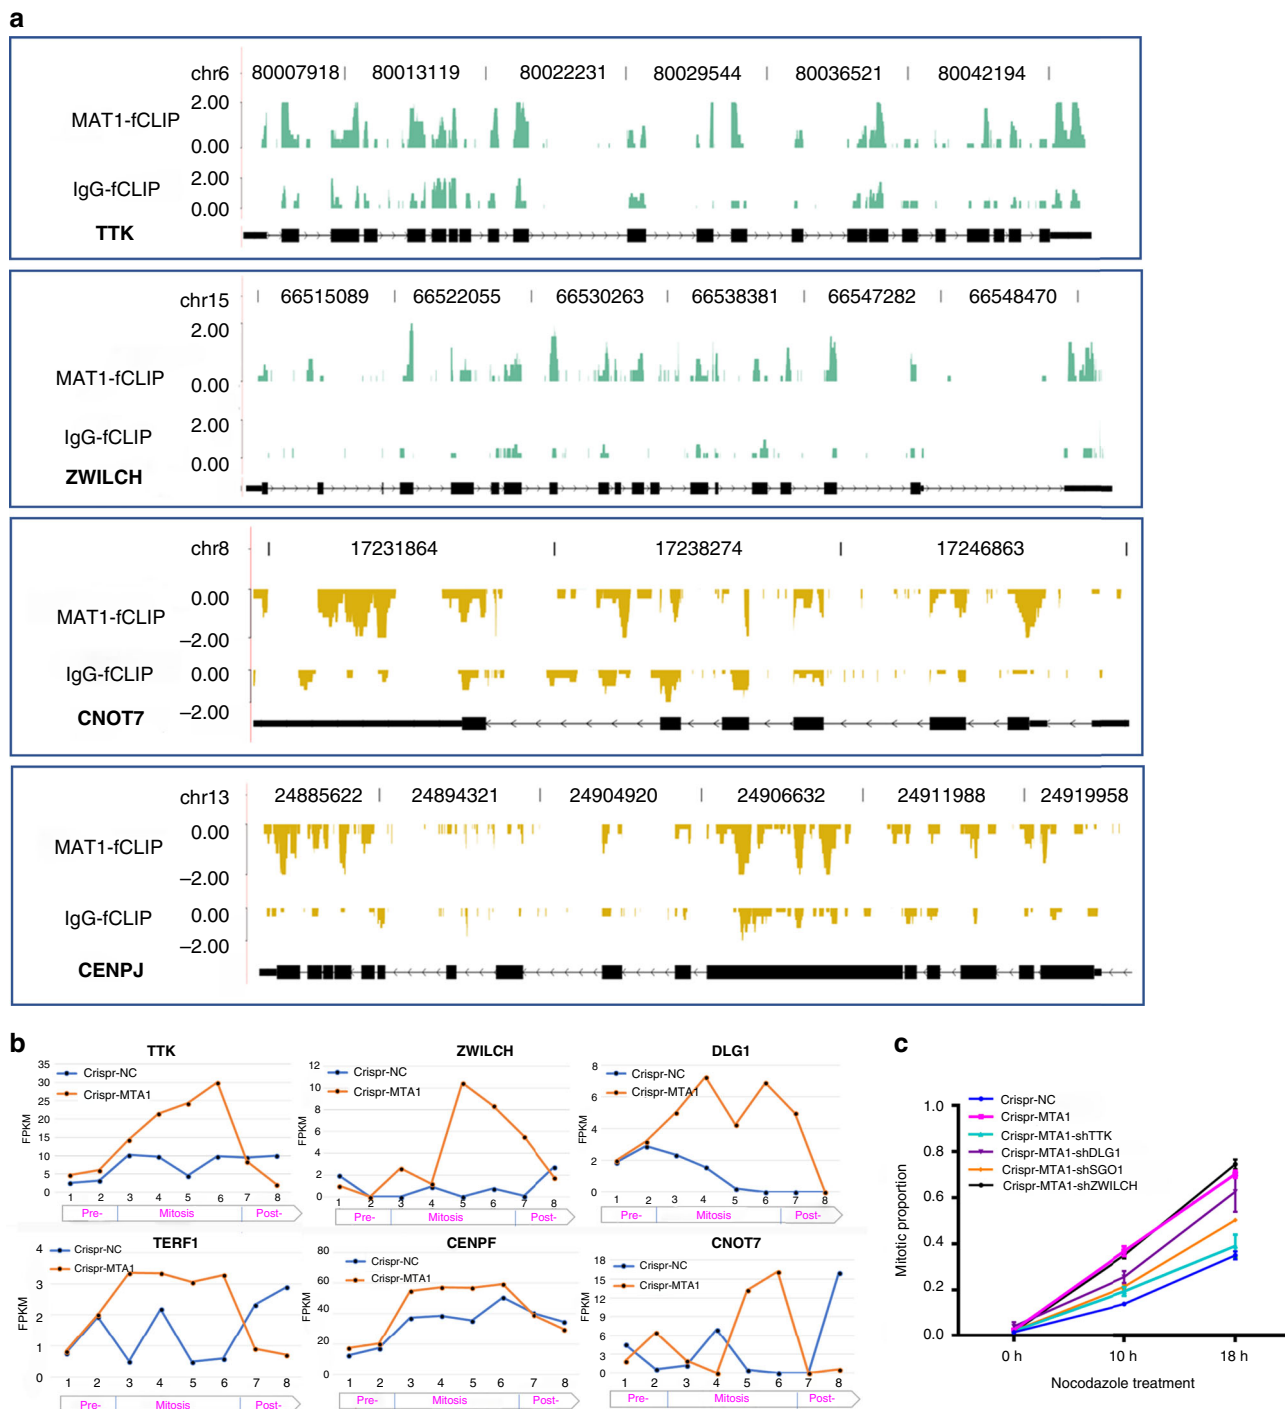 a
chr6 80007918 | 80013119 | 80022231 | 80029544 | 80036521 | 80042194 |
2.00
MAT1-fCLIP
0.00
2.00
IgG-fCLIP
0.00
TTK
chr15 | 66515089 | 66522055 | 66530263 | 66538381 | 66547282 | 66548470 |
2.00
MAT1-fCLIP
0.00
2.00
IgG-fCLIP
0.00
ZWILCH
chr8 | 17231864 | 17238274 | 17246863 |
0.00
MAT1-fCLIP
–2.00
0.00
IgG-fCLIP
–2.00
CNOT7
chr13 24885622 | 24894321 | 24904920 | 24906632 | 24911988 | 24919958
0.00
MAT1-fCLIP
–2.00
0.00
IgG-fCLIP
–2.00
CENPJ
b
TTK
Crispr-NC
Crispr-MTA1
FPKM
35
30
25
20
15
10
5
0
1 2 3 4 5 6 7 8
Pre- Mitosis Post-
ZWILCH
Crispr-NC
Crispr-MTA1
FPKM
12
10
8
6
4
2
0
1 2 3 4 5 6 7 8
Pre- Mitosis Post-
DLG1
Crispr-NC
Crispr-MTA1
FPKM
8
6
4
2
0
1 2 3 4 5 6 7 8
Pre- Mitosis Post-
TERF1
Crispr-NC
Crispr-MTA1
FPKM
4
3
2
1
0
1 2 3 4 5 6 7 8
Pre- Mitosis Post-
CENPF
Crispr-NC
Crispr-MTA1
FPKM
80
60
40
20
0
1 2 3 4 5 6 7 8
Pre- Mitosis Post-
CNOT7
Crispr-NC
Crispr-MTA1
FPKM
18
15
12
9
6
3
0
1 2 3 4 5 6 7 8
Pre- Mitosis Post-
c
Crispr-NC
Crispr-MTA1
Crispr-MTA1-shTTK
Crispr-MTA1-shDLG1
Crispr-MTA1-shSGO1
Crispr-MTA1-shZWILCH
Mitotic proportion
1.0
0.8
0.6
0.4
0.2
0.0
0 h 10 h 18 h
Nocodazole treatment